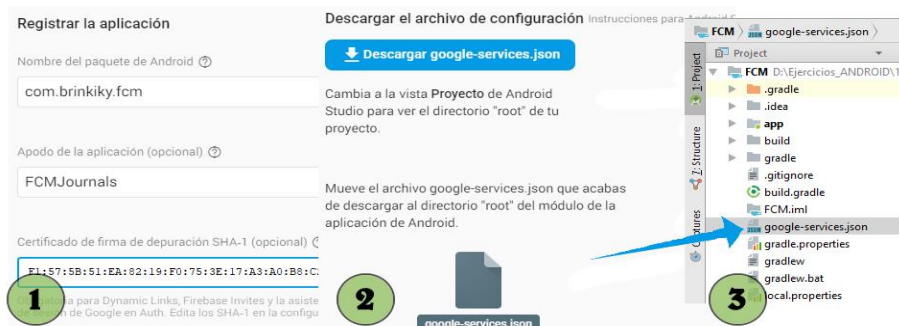 Registrar la aplicación
Nombre del paquete de Android
com.brinkiky.fcm
Apodo de la aplicación (opcional)
FCMJournals
Certificado de firma de depuración SHA-1 (opcional)
F1:57:5B:51:EA:82:19:F0:75:3E:17:A3:A0:B8:C
para Dynamic Links, Firebase Invites y la asiste
de Google en Auth. Edita los SHA-1 en la configu
1
Descargar el archivo de configuración Instrucciones para
Descargar google-services.json
Cambia a la vista Proyecto de Android
Studio para ver el directorio "root" de tu
proyecto.
Mueve el archivo google-services.json que acabas
de descargar al directorio "root" del módulo de la
aplicación de Android.
google-services.json
2
FCM google-services.json
Project
1: Project
Z: Structure
Captures
FCM D:\Ejercicios_ANDROID\1
.gradle
.idea
app
build
gradle
.gitignore
build.gradle
FCM.iml
google-services.json
gradle.properties
gradlew
gradlew.bat
local.properties
3